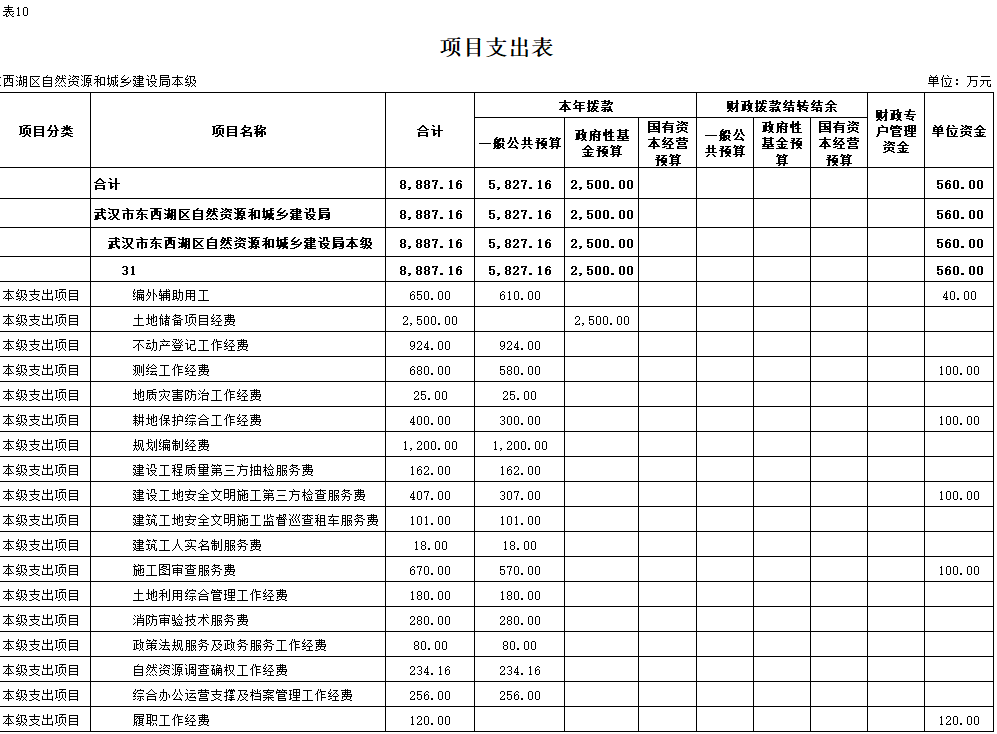 表10
项目支出表
西湖区自然资源和城乡建设局本级 单位：万元
项目分类 项目名称 合计 本年拨款 财政拨款结转结余 财政专户管理资金 单位资金
一般公共预算 政府性基金预算 国有资本经营预算 一般公共预算 政府性基金预算 国有资本经营预算
合计 8,887.16 5,827.16 2,500.00 560.00
武汉市东西湖区自然资源和城乡建设局 8,887.16 5,827.16 2,500.00 560.00
武汉市东西湖区自然资源和城乡建设局本级 8,887.16 5,827.16 2,500.00 560.00
31 8,887.16 5,827.16 2,500.00 560.00
本级支出项目 编外辅助用工 650.00 610.00 40.00
本级支出项目 土地储备项目经费 2,500.00 2,500.00
本级支出项目 不动产登记工作经费 924.00 924.00
本级支出项目 测绘工作经费 680.00 580.00 100.00
本级支出项目 地质灾害防治工作经费 25.00 25.00
本级支出项目 耕地保护综合工作经费 400.00 300.00 100.00
本级支出项目 规划编制经费 1,200.00 1,200.00
本级支出项目 建设工程质量第三方抽检服务费 162.00 162.00
本级支出项目 建设工地安全文明施工第三方检查服务费 407.00 307.00 100.00
本级支出项目 建筑工地安全文明施工监督巡查租车服务费 101.00 101.00
本级支出项目 建筑工人实名制服务费 18.00 18.00
本级支出项目 施工图审查服务费 670.00 570.00 100.00
本级支出项目 土地利用综合管理工作经费 180.00 180.00
本级支出项目 消防审验技术服务费 280.00 280.00
本级支出项目 政策法规服务及政务服务工作经费 80.00 80.00
本级支出项目 自然资源调查确权工作经费 234.16 234.16
本级支出项目 综合办公运营支撑及档案管理工作经费 256.00 256.00
本级支出项目 履职工作经费 120.00 120.00